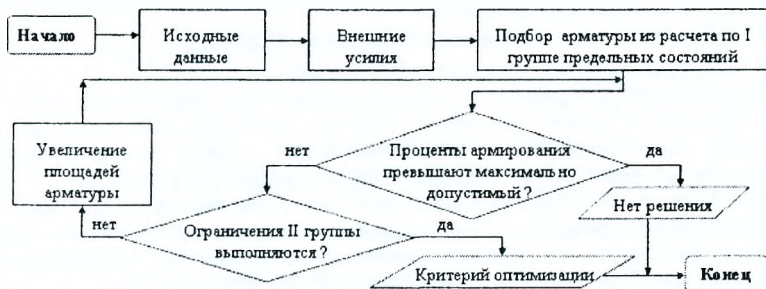 Начало
Исходные
данные
Внешние
усилия
Подбор арматуры из расчета по I
группе предельных состояний
Увеличение
площадей
арматуры
нет
Проценты армирования
превышают максимально
допустимый?
да
Нет решения
нет
Ограничения II группы
выполняются?
да
Критерий оптимизации
Конец